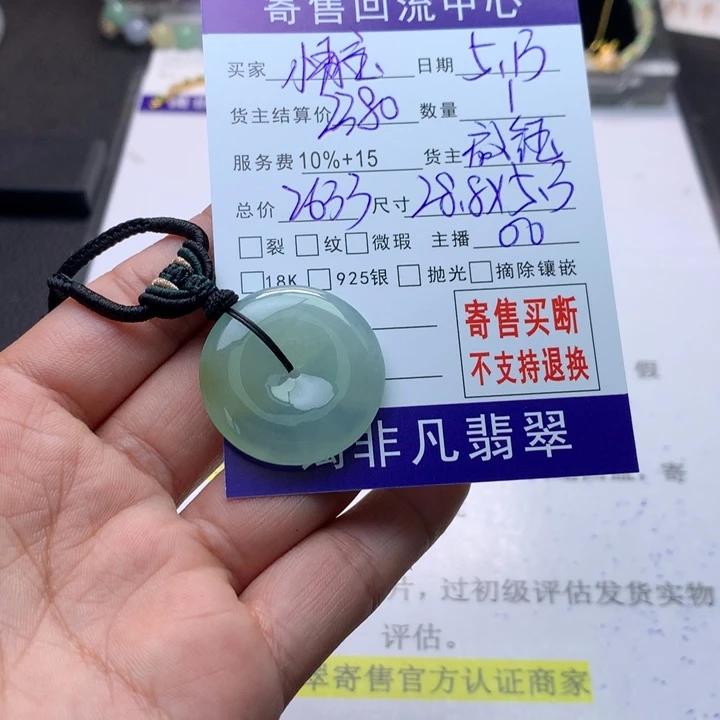 寄售回流中心
买家 日期 5.13
货主结算价 2380 数量 1
服务费 10%+15 货主
总价 2633 尺寸 28.8X5.3
裂 纹 微瑕 主播
18K 925银 抛光 摘除镶嵌
寄售买断
不支持退换
非凡翡翠
假
寄
片，过初级评估发货实物
评估。
翠寄售官方认证商家